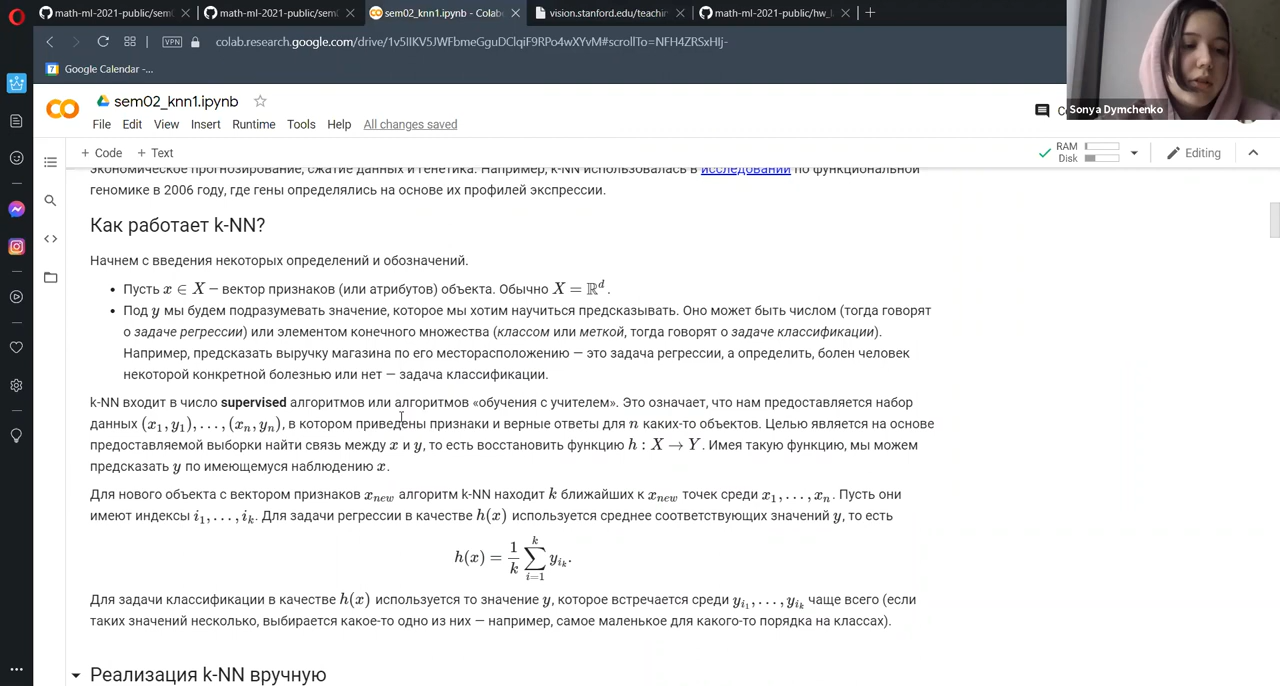 math-ml-2021-public/sem0
math-ml-2021-public/sem0
sem02_knn1.ipynb - Colab
vision.stanford.edu/teachin
math-ml-2021-public/hw_l
VPN
colab.research.google.com/drive/1v5IIKV5JWFbmeGguDClqiF9RPo4wXYvM#scrollTo=NFH4ZRSxHIj-
Google Calendar -...
sem02_knn1.ipynb
Sonya Dymchenko
File Edit View Insert Runtime Tools Help All changes saved
+ Code + Text
RAM
Disk
Editing
экономическое прогнозирование, сжатие данных и генетика. Например, k-NN использовалась в исследовании по функциональной
геномике в 2006 году, где гены определялись на основе их профилей экспрессии.
Как работает k-NN?
Начнем с введения некоторых определений и обозначений.
• Пусть x ∈ X – вектор признаков (или атрибутов) объекта. Обычно X = ℝ^d.
• Под y мы будем подразумевать значение, которое мы хотим научиться предсказывать. Оно может быть числом (тогда говорят
о задаче регрессии) или элементом конечного множества (классом или меткой, тогда говорят о задаче классификации).
Например, предсказать выручку магазина по его месторасположению — это задача регрессии, а определить, болен человек
некоторой конкретной болезнью или нет — задача классификации.
k-NN входит в число supervised алгоритмов или алгоритмов «обучения с учителем». Это означает, что нам предоставляется набор
данных (x_1, y_1), . . . , (x_n, y_n), в котором приведены признаки и верные ответы для n каких-то объектов. Целью является на основе
предоставляемой выборки найти связь между x и y, то есть восстановить функцию h : X → Y. Имея такую функцию, мы можем
предсказать y по имеющемуся наблюдению x.
Для нового объекта с вектором признаков x_new алгоритм k-NN находит k ближайших к x_new точек среди x_1, . . . , x_n. Пусть они
имеют индексы i_1, . . . , i_k. Для задачи регрессии в качестве h(x) используется среднее соответствующих значений y, то есть
h(x) = \frac{1}{k} \sum_{i=1}^{k} y_{i_k}.
Для задачи классификации в качестве h(x) используется то значение y, которое встречается среди y_{i_1}, . . . , y_{i_k} чаще всего (если
таких значений несколько, выбирается какое-то одно из них — например, самое маленькое для какого-то порядка на классах).
Реализация k-NN вручную